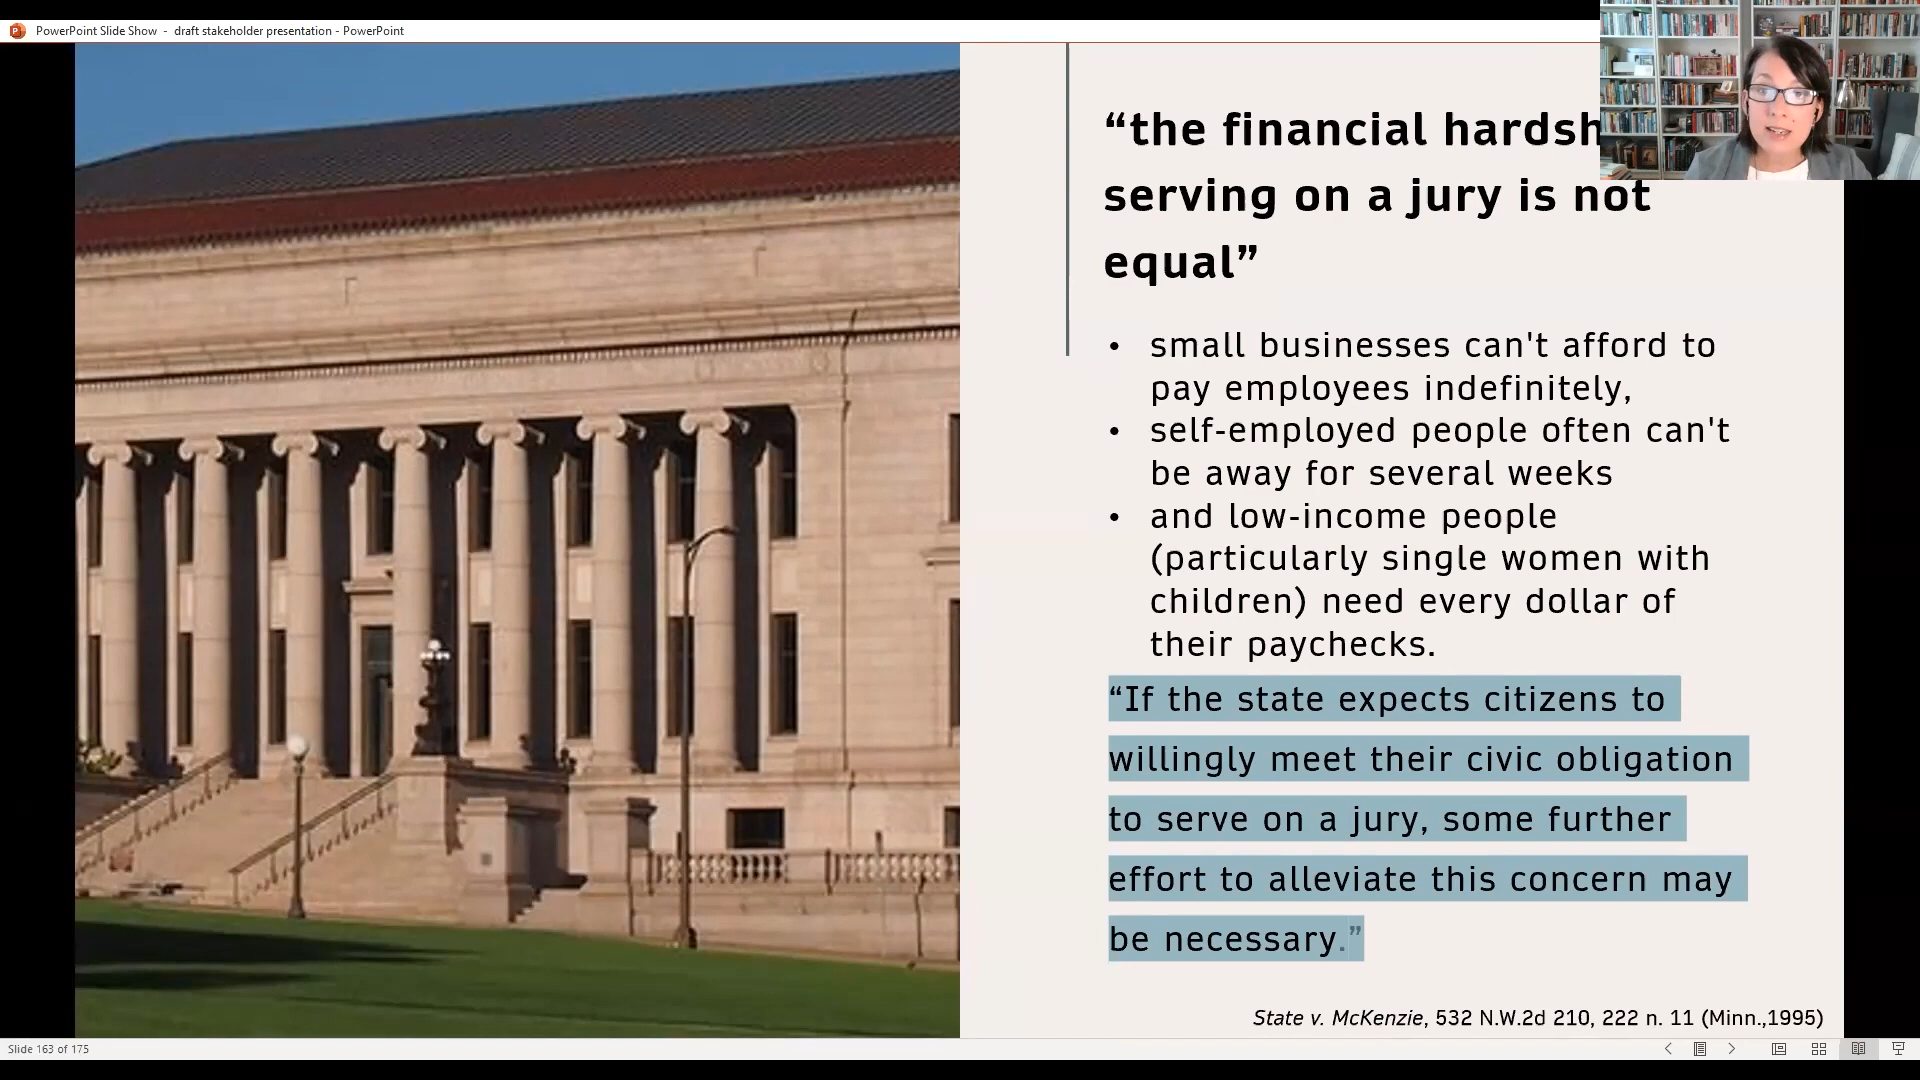 PowerPoint Slide Show - draft stakeholder presentation - PowerPoint
“the financial
serving on a jury is not
equal”
• small businesses can't afford to
pay employees indefinitely,
• self-employed people often can't
be away for several weeks
• and low-income people
(particularly single women with
children) need every dollar of
their paychecks.
“If the state expects citizens to
willingly meet their civic obligation
to serve on a jury, some further
effort to alleviate this concern may
be necessary.”
State v. McKenzie, 532 N.W.2d 210, 222 n. 11 (Minn.,1995)
Slide 163 of 175